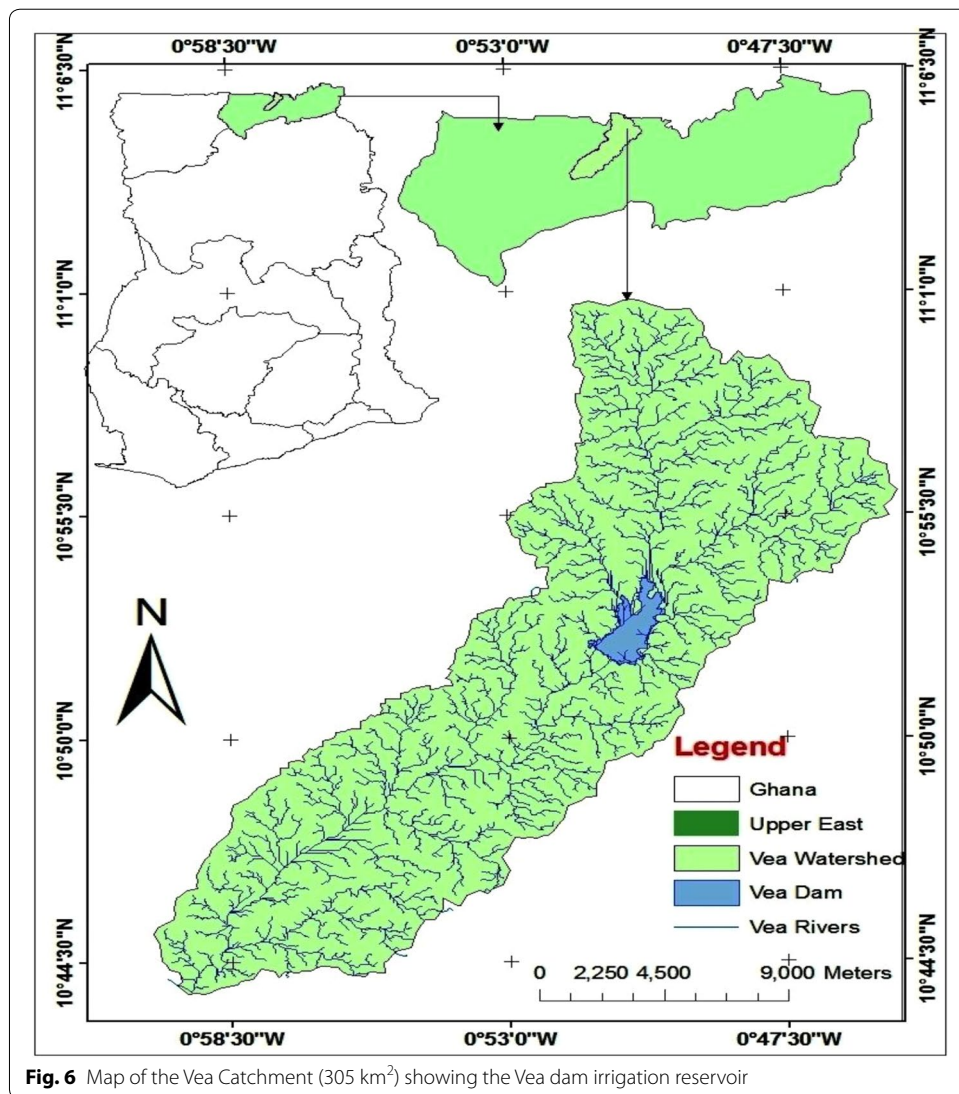 0°58'30"W 0°53'0"W 0°47'30"W
11°6'30"N 11°6'30"N
11°1'0"N 11°1'0"N
10°55'30"N 10°55'30"N
N
10°50'0"N 10°50'0"N
Legend
Ghana
Upper East
Vea Watershed
Vea Dam
Vea Rivers
10°44'30"N 10°44'30"N
0 2,250 4,500 9,000 Meters
0°58'30"W 0°53'0"W 0°47'30"W
Fig. 6 Map of the Vea Catchment (305 km²) showing the Vea dam irrigation reservoir